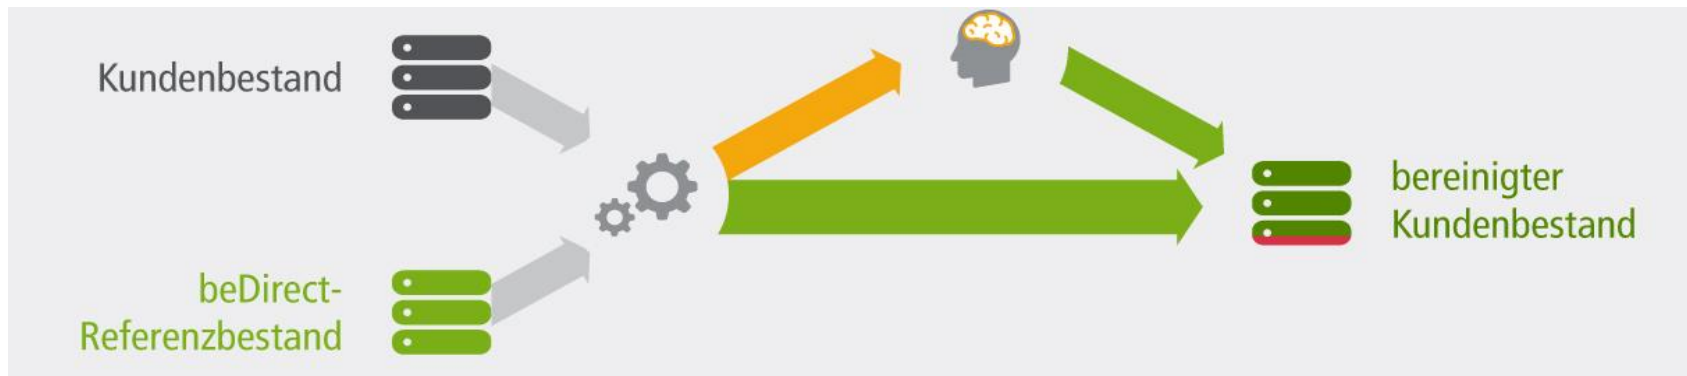 Kundenbestand
beDirect-
Referenzbestand
bereinigter
Kundenbestand